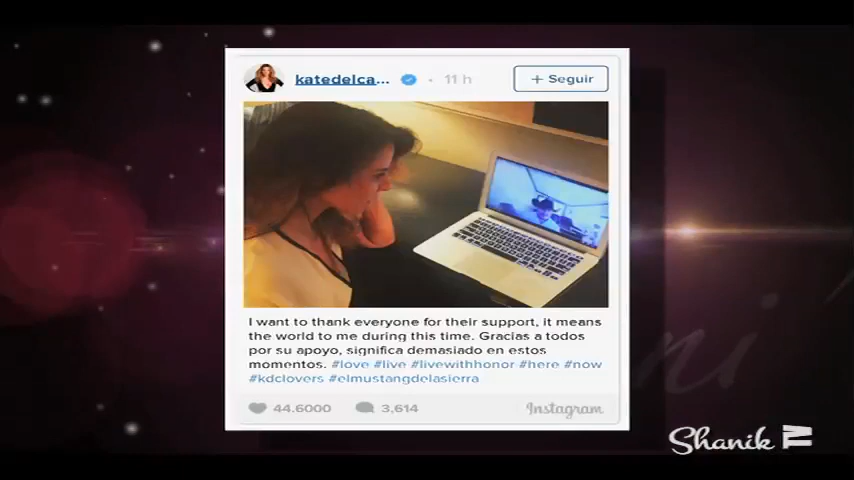 katedelca...
11 h
+ Seguir
I want to thank everyone for their support, it means
the world to me during this time. Gracias a todos
por su apoyo, significa demasiado en estos
momentos. #love #live #livewithhonor #here #now
#kdclovers #elmustangdelasierra
44.6000
3,614
Instagram
Shanik TV